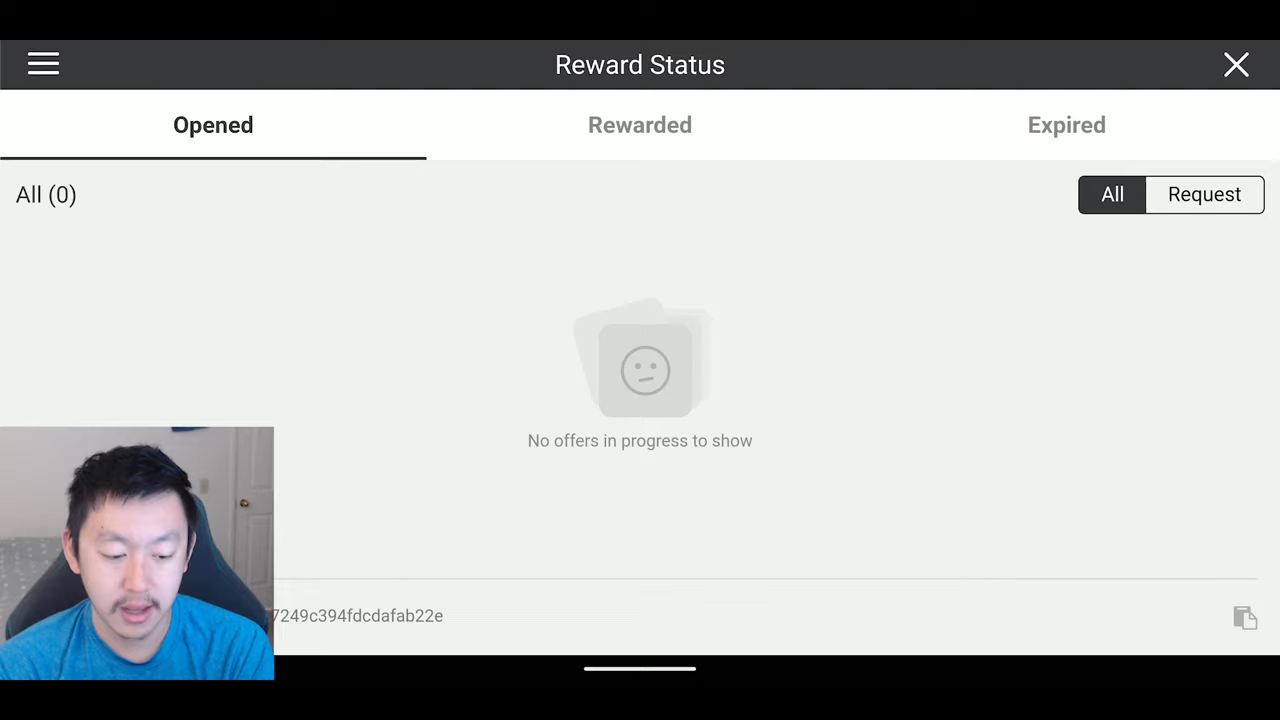 Reward Status
Opened
Rewarded
Expired
All (0)
All
Request
No offers in progress to show
7249c394fdcdafab22e